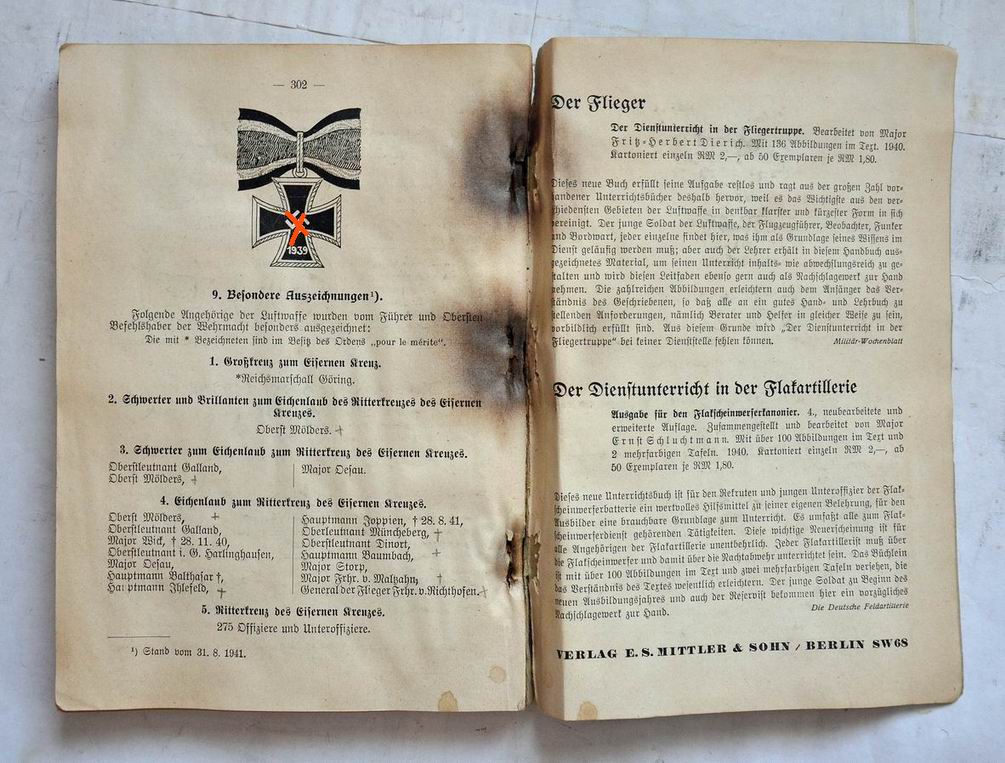 — 302 —
1939
9. Besondere Auszeichnungen¹).
Folgende Angehörige der Luftwaffe wurden vom Führer und Obersten
Befehlshaber der Wehrmacht besonders ausgezeichnet:
Die mit * Bezeichneten sind im Besitz des Ordens „pour le mérite“.
1. Großkreuz zum Eisernen Kreuz.
*Reichsmarschall Göring.
2. Schwerter und Brillanten zum Eichenlaub des Ritterkreuzes des Eisernen
Kreuzes.
Oberst Mölders. +
3. Schwerter zum Eichenlaub zum Ritterkreuz des Eisernen Kreuzes.
Oberstleutnant Galland,
Oberst Mölders, +
Major Oesau.
4. Eichenlaub zum Ritterkreuz des Eisernen Kreuzes.
Oberst Mölders, +
Oberstleutnant Galland,
Major Wick, † 28. 11. 40,
Oberstleutnant i. G. Harlinghausen,
Major Oesau,
Hauptmann Balthasar †,
Hauptmann Ihlefeld, +
Hauptmann Joppien, † 28. 8. 41,
Oberleutnant Müncheberg, +
Oberstleutnant Dinort,
Hauptmann Baumbach, +
Major Storp,
Major Frhr. v. Maltzahn, +
General der Flieger Frhr. v. Richthofen. +
5. Ritterkreuz des Eisernen Kreuzes.
275 Offiziere und Unteroffiziere.
¹) Stand vom 31. 8. 1941.
Der Flieger
Der Dienstunterricht in der Fliegertruppe. Bearbeitet von Major
Fritz-Herbert Dierich. Mit 136 Abbildungen im Text. 1940.
Kartoniert einzeln RM 2,—, ab 50 Exemplaren je RM 1,80.
Dieses neue Buch erfüllt seine Aufgabe restlos und ragt aus der großen Zahl vor-
handener Unterrichtsbücher deshalb hervor, weil es das Wichtigste aus den ver-
schiedensten Gebieten der Luftwaffe in denkbar klarster und kürzester Form in sich
vereinigt. Der junge Soldat der Luftwaffe, der Flugzeugführer, Beobachter, Funker
und Bordwart, jeder einzelne findet hier, was ihm als Grundlage seines Wissens im
Dienst geläufig werden muß; aber auch der Lehrer erhält in diesem Handbuch aus-
gezeichnetes Material, um seinen Unterricht inhalts- wie abwechslungsreich zu ge-
stalten und wird diesen Leitfaden ebenso gern auch als Nachschlagewerk zur Hand
nehmen. Die zahlreichen Abbildungen erleichtern auch dem Anfänger das Ver-
ständnis des Geschriebenen, so daß alle an ein gutes Hand- und Lehrbuch zu
stellenden Anforderungen, nämlich Berater und Helfer in gleicher Weise zu sein,
vorbildlich erfüllt sind. Aus diesem Grunde wird „Der Dienstunterricht in der
Fliegertruppe“ bei keiner Dienststelle fehlen können. Militär-Wochenblatt
Der Dienstunterricht in der Flakartillerie
Ausgabe für den Flakscheinwerferkanonier. 4., neubearbeitete und
erweiterte Auflage. Zusammengestellt und bearbeitet von Major
Ernst Schluchtmann. Mit über 100 Abbildungen im Text und
2 mehrfarbigen Tafeln. 1940. Kartoniert einzeln RM 2,—, ab
50 Exemplaren je RM 1,80.
Dieses neue Unterrichtsbuch ist für den Rekruten und jungen Unteroffizier der Flak-
scheinwerferbatterie ein wertvolles Hilfsmittel zu seiner eigenen Belehrung, für den
Ausbilder eine brauchbare Grundlage zum Unterricht. Es umfaßt alle zum Flak-
scheinwerferdienst gehörenden Tätigkeiten. Diese wichtige Neuerscheinung ist für
alle Angehörigen der Flakartillerie unentbehrlich. Jeder Flakartillerist muß über
die Flakscheinwerfer und damit über die Nachtabwehr unterrichtet sein. Das Büchlein
ist mit über 100 Abbildungen im Text und zwei mehrfarbigen Tafeln versehen, die
das Verständnis des Textes wesentlich erleichtern. Der junge Soldat zu Beginn des
neuen Ausbildungsjahres und auch der Reservist bekommen hier ein vorzügliches
Nachschlagewerk zur Hand. Die Deutsche Feldartillerie
VERLAG E. S. MITTLER & SOHN / BERLIN SW68